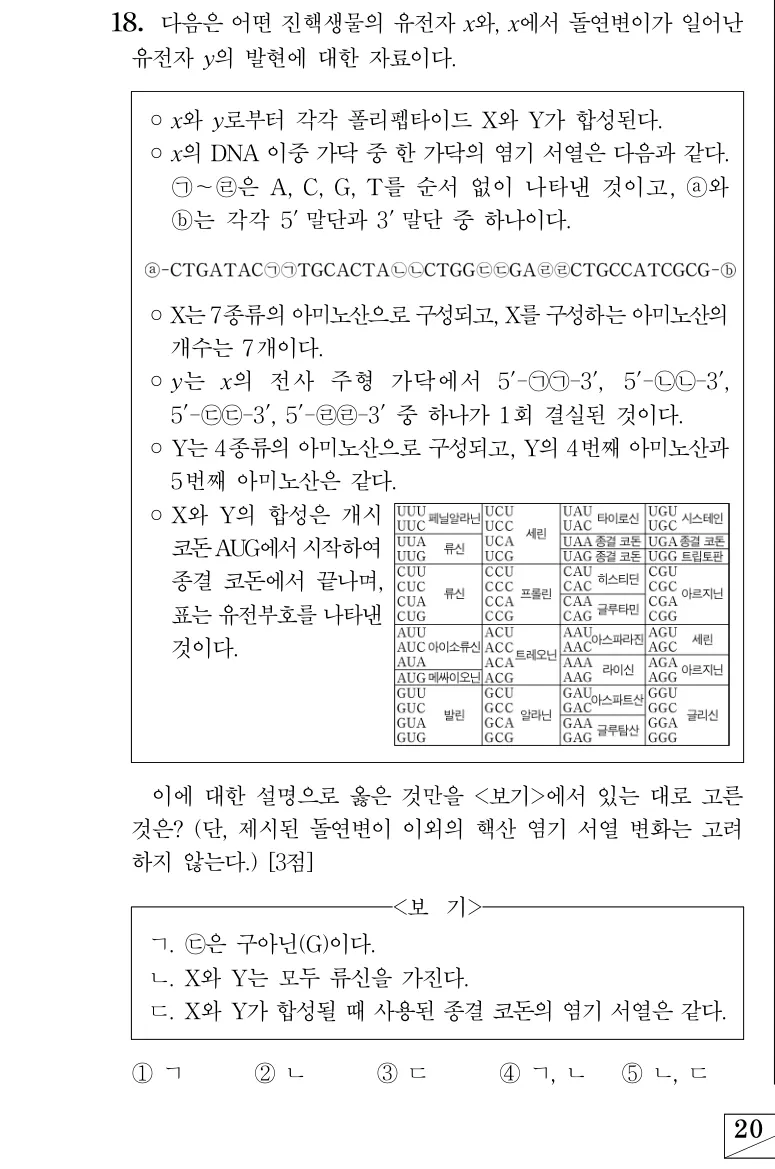 18. 다음은 어떤 진핵생물의 유전자 x와, x에서 돌연변이가 일어난
유전자 y의 발현에 대한 자료이다.
○ x와 y로부터 각각 폴리펩타이드 X와 Y가 합성된다.
○ x의 DNA 이중 가닥 중 한 가닥의 염기 서열은 다음과 같다.
㉠~㉣은 A, C, G, T를 순서 없이 나타낸 것이고, ⓐ와
ⓑ는 각각 5′ 말단과 3′ 말단 중 하나이다.
ⓐ-CTGATAC㉠㉠TGCACTA㉡㉡CTGG㉢㉢GA㉣㉣CTGCCATCGCG-ⓑ
○ X는 7종류의 아미노산으로 구성되고, X를 구성하는 아미노산의
개수는 7개이다.
○ y는 x의 전사 주형 가닥에서 5′-㉠㉠-3′, 5′-㉡㉡-3′,
5′-㉢㉢-3′, 5′-㉣㉣-3′ 중 하나가 1회 결실된 것이다.
○ Y는 4종류의 아미노산으로 구성되고, Y의 4번째 아미노산과
5번째 아미노산은 같다.
○ X와 Y의 합성은 개시
코돈 AUG에서 시작하여
종결 코돈에서 끝나며,
표는 유전부호를 나타낸
것이다.
UUU UUC 페닐알라닌 UCU UCC UCA UCG 세린 UAU UAC 타이로신 UGU UGC 시스테인
UUA UUG 류신 UAA 종결 코돈 UGA 종결 코돈
UAG 종결 코돈 UGG 트립토판
CUU CUC CUA CUG 류신 CCU CCC CCA CCG 프롤린 CAU CAC 히스티딘 CGU CGC CGA CGG 아르지닌
CAA CAG 글루타민
AUU AUC AUA 아이소류신 ACU ACC ACA ACG 트레오닌 AAU AAC 아스파라진 AGU AGC 세린
AUG 메싸이오닌 AAA AAG 라이신 AGA AGG 아르지닌
GUU GUC GUA GUG 발린 GCU GCC GCA GCG 알라닌 GAU GAC 아스파트산 GGU GGC GGA GGG 글리신
GAA GAG 글루탐산
이에 대한 설명으로 옳은 것만을 <보기>에서 있는 대로 고른
것은? (단, 제시된 돌연변이 이외의 핵산 염기 서열 변화는 고려
하지 않는다.) [3점]
<보 기>
ㄱ. ㉢은 구아닌(G)이다.
ㄴ. X와 Y는 모두 류신을 가진다.
ㄷ. X와 Y가 합성될 때 사용된 종결 코돈의 염기 서열은 같다.
① ㄱ ② ㄴ ③ ㄷ ④ ㄱ, ㄴ ⑤ ㄴ, ㄷ
20